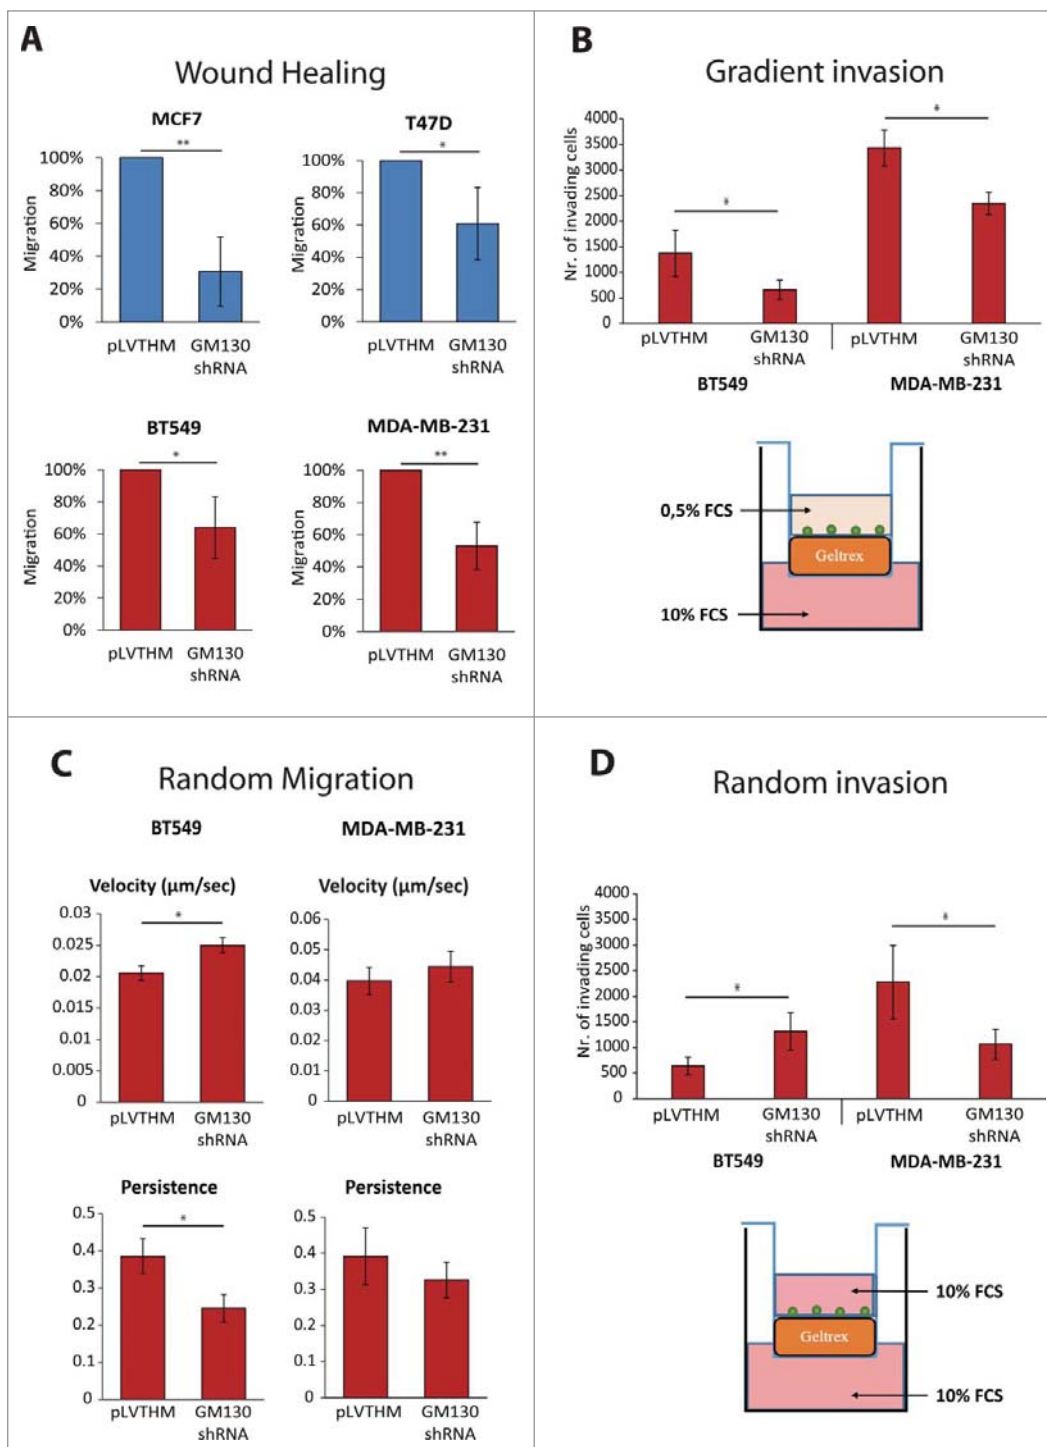 A
Wound Healing
MCF7
**
100%
80%
60%
40%
20%
0%
Migration
pLVTHM
GM130
shRNA
T47D
*
100%
80%
60%
40%
20%
0%
Migration
pLVTHM
GM130
shRNA
BT549
*
100%
80%
60%
40%
20%
0%
Migration
pLVTHM
GM130
shRNA
MDA-MB-231
**
100%
80%
60%
40%
20%
0%
Migration
pLVTHM
GM130
shRNA
B
Gradient invasion
*
*
4000
3500
3000
2500
2000
1500
1000
500
0
Nr. of invading cells
pLVTHM
GM130
shRNA
pLVTHM
GM130
shRNA
BT549
MDA-MB-231
0,5% FCS
Geltrex
10% FCS
C
Random Migration
BT549
MDA-MB-231
Velocity (µm/sec)
*
0.03
0.025
0.02
0.015
0.01
0.005
0
pLVTHM
GM130
shRNA
Velocity (µm/sec)
0.06
0.05
0.04
0.03
0.02
0.01
0
pLVTHM
GM130
shRNA
Persistence
*
0.5
0.4
0.3
0.2
0.1
0
pLVTHM
GM130
shRNA
Persistence
0.5
0.4
0.3
0.2
0.1
0
pLVTHM
GM130
shRNA
D
Random invasion
*
*
4000
3500
3000
2500
2000
1500
1000
500
0
Nr. of invading cells
pLVTHM
GM130
shRNA
pLVTHM
GM130
shRNA
BT549
MDA-MB-231
10% FCS
Geltrex
10% FCS